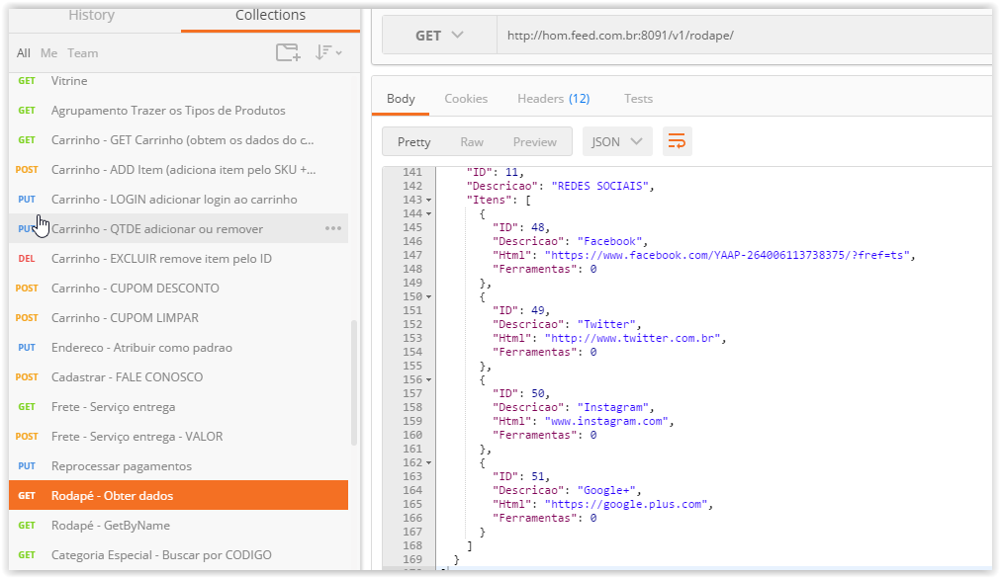 History Collections
All Me Team
GET Vitrine
GET Agrupamento Trazer os Tipos de Produtos
GET Carrinho - GET Carrinho (obtem os dados do c...
POST Carrinho - ADD Item (adiciona item pelo SKU +...
PUT Carrinho - LOGIN adicionar login ao carrinho
PUT Carrinho - QTDE adicionar ou remover
DEL Carrinho - EXCLUIR remove item pelo ID
POST Carrinho - CUPOM DESCONTO
POST Carrinho - CUPOM LIMPAR
PUT Endereco - Atribuir como padrao
POST Cadastrar - FALE CONOSCO
GET Frete - Serviço entrega
POST Frete - Serviço entrega - VALOR
PUT Reprocessar pagamentos
GET Rodapé - Obter dados
GET Rodapé - GetByName
GET Categoria Especial - Buscar por CODIGO
GET http://hom.feed.com.br:8091/v1/rodape/
Body Cookies Headers (12) Tests
Pretty Raw Preview JSON
141 "ID": 11,
142 "Descricao": "REDES SOCIAIS",
143 "Itens": [
144 {
145 "ID": 48,
146 "Descricao": "Facebook",
147 "Html": "https://www.facebook.com/YAAP-264006113738375/?fref=ts",
148 "Ferramentas": 0
149 },
150 {
151 "ID": 49,
152 "Descricao": "Twitter",
153 "Html": "http://www.twitter.com.br",
154 "Ferramentas": 0
155 },
156 {
157 "ID": 50,
158 "Descricao": "Instagram",
159 "Html": "www.instagram.com",
160 "Ferramentas": 0
161 },
162 {
163 "ID": 51,
164 "Descricao": "Google+",
165 "Html": "https://google.plus.com",
166 "Ferramentas": 0
167 }
168 ]
169 }